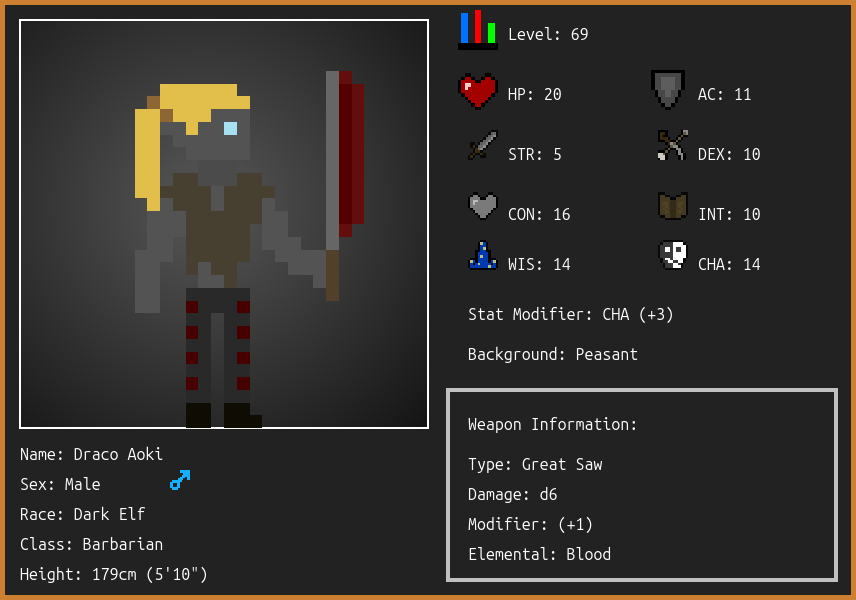 Level: 69
HP: 20
AC: 11
STR: 5
DEX: 10
CON: 16
INT: 10
WIS: 14
CHA: 14
Stat Modifier: CHA (+3)
Background: Peasant
Weapon Information:
Type: Great Saw
Damage: d6
Modifier: (+1)
Elemental: Blood
Name: Draco Aoki
Sex: Male
Race: Dark Elf
Class: Barbarian
Height: 179cm (5'10")